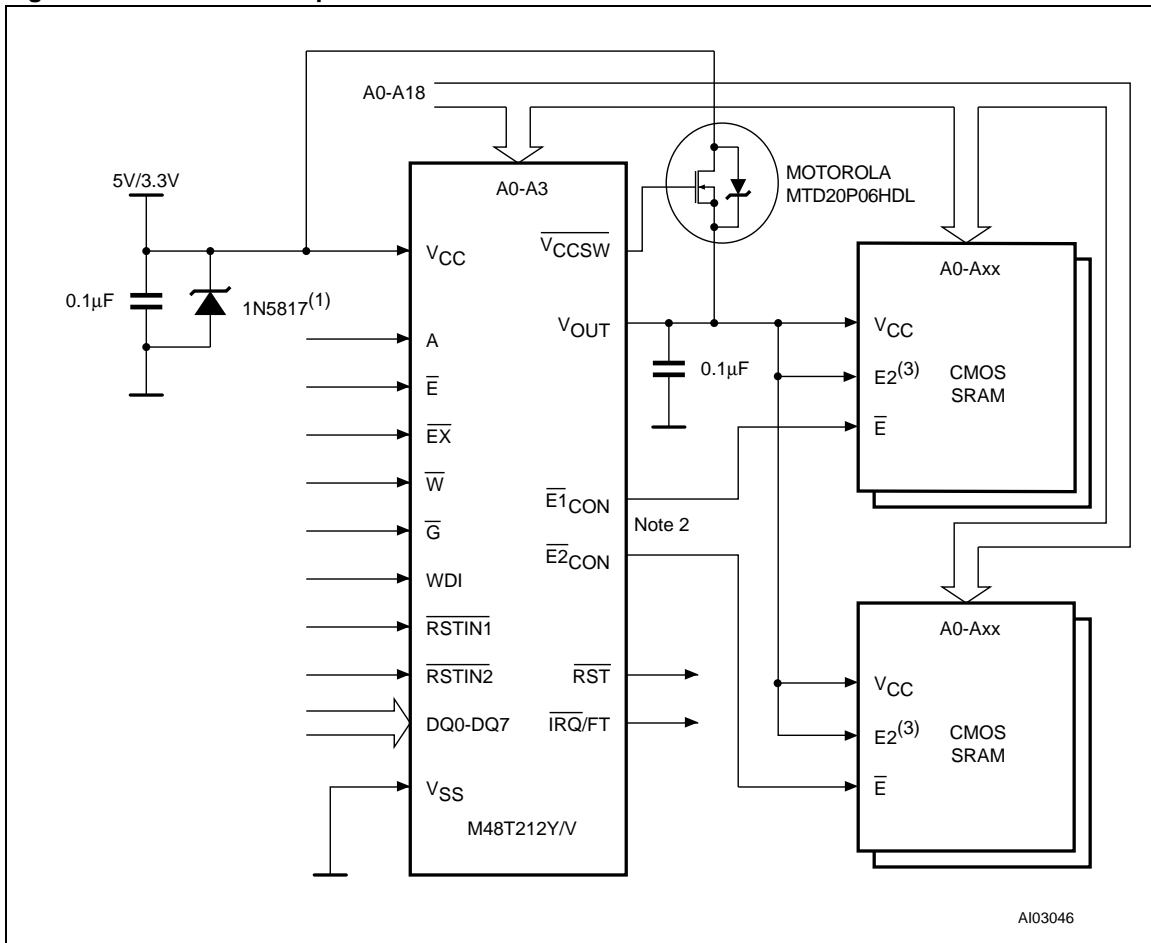 A0-A18
5V/3.3V
0.1μF
1N5817(1)
A0-A3
VCC
A
E
EX
W
G
WDI
RSTIN1
RSTIN2
DQ0-DQ7
VSS
VCCSW
VOUT
E1CON
Note 2
E2CON
RST
IRQ/FT
M48T212Y/V
MOTOROLA
MTD20P06HDL
0.1μF
A0-Axx
VCC
E2(3)
E
CMOS
SRAM
A0-Axx
VCC
E2(3)
E
CMOS
SRAM
AI03046